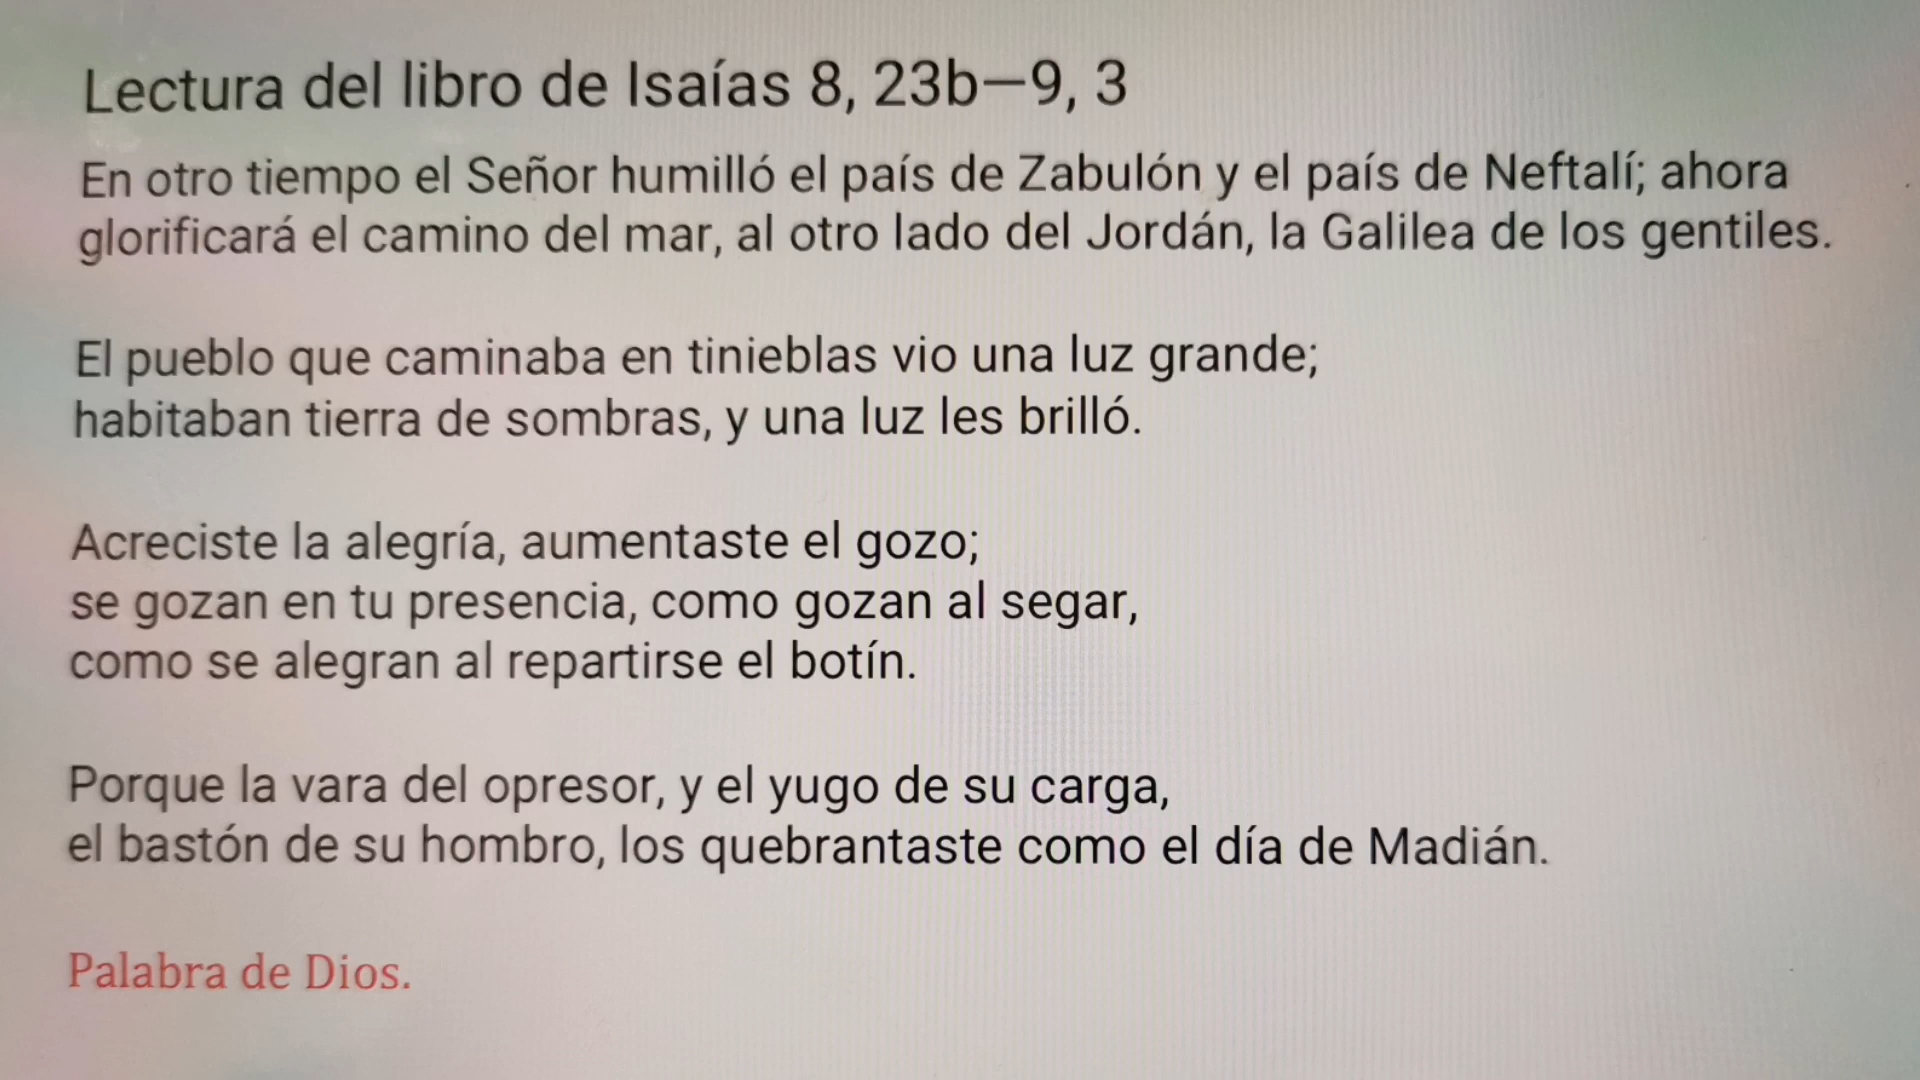 Lectura del libro de Isaías 8, 23b—9, 3
En otro tiempo el Señor humilló el país de Zabulón y el país de Neftalí; ahora
glorificará el camino del mar, al otro lado del Jordán, la Galilea de los gentiles.
El pueblo que caminaba en tinieblas vio una luz grande;
habitaban tierra de sombras, y una luz les brilló.
Acreciste la alegría, aumentaste el gozo;
se gozan en tu presencia, como gozan al segar,
como se alegran al repartirse el botín.
Porque la vara del opresor, y el yugo de su carga,
el bastón de su hombro, los quebrantaste como el día de Madián.
Palabra de Dios.